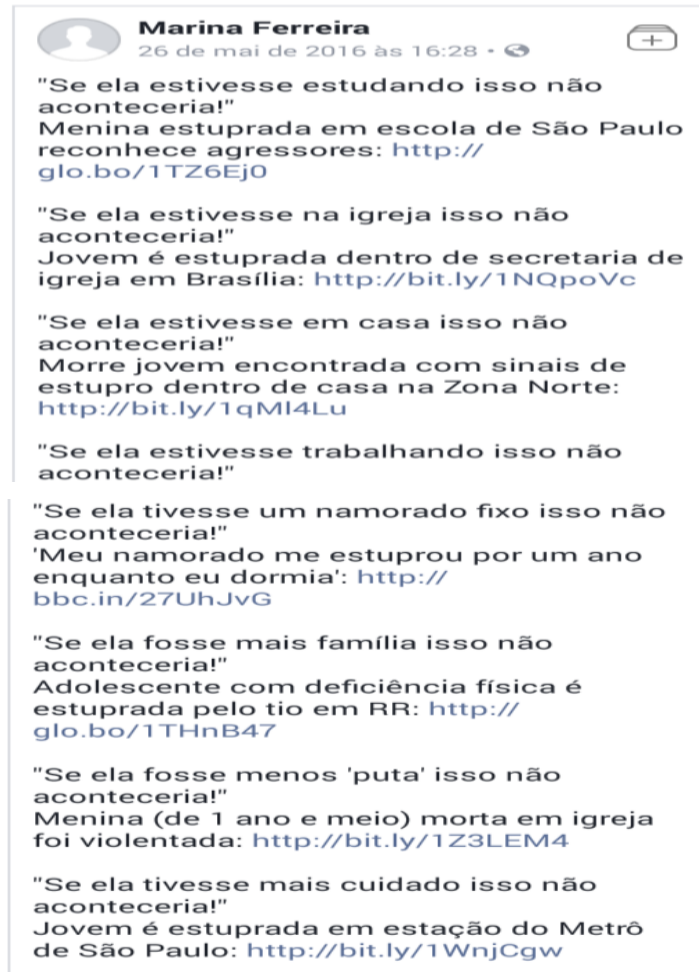 Marina Ferreira
26 de mai de 2016 às 16:28 •
"Se ela estivesse estudando isso não
aconteceria!"
Menina estuprada em escola de São Paulo
reconhece agressores: http://
glo.bo/1TZ6Ej0
"Se ela estivesse na igreja isso não
aconteceria!"
Jovem é estuprada dentro de secretaria de
igreja em Brasília: http://bit.ly/1NQpoVc
"Se ela estivesse em casa isso não
aconteceria!"
Morre jovem encontrada com sinais de
estupro dentro de casa na Zona Norte:
http://bit.ly/1qMl4Lu
"Se ela estivesse trabalhando isso não
aconteceria!"
"Se ela tivesse um namorado fixo isso não
aconteceria!"
'Meu namorado me estuprou por um ano
enquanto eu dormia': http://
bbc.in/27UhJvG
"Se ela fosse mais família isso não
aconteceria!"
Adolescente com deficiência física é
estuprada pelo tio em RR: http://
glo.bo/1THnB47
"Se ela fosse menos 'puta' isso não
aconteceria!"
Menina (de 1 ano e meio) morta em igreja
foi violentada: http://bit.ly/1Z3LEM4
"Se ela tivesse mais cuidado isso não
aconteceria!"
Jovem é estuprada em estação do Metrô
de São Paulo: http://bit.ly/1WnjCgw